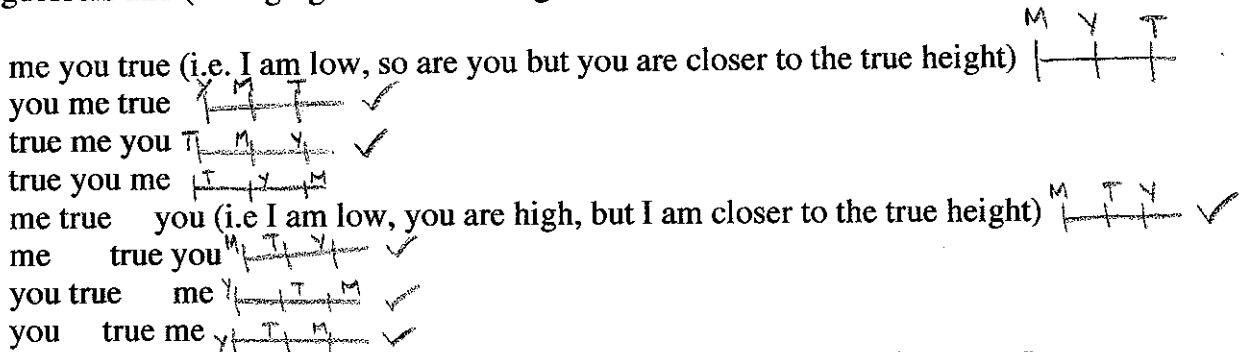 M Y T
me you true (i.e. I am low, so are you but you are closer to the true height)
you me true Y M T ✓
true me you T M Y ✓
true you me T Y M
me true you (i.e I am low, you are high, but I am closer to the true height) M T Y ✓
me true you M T Y ✓
you true me Y T M ✓
you true me Y T M ✓